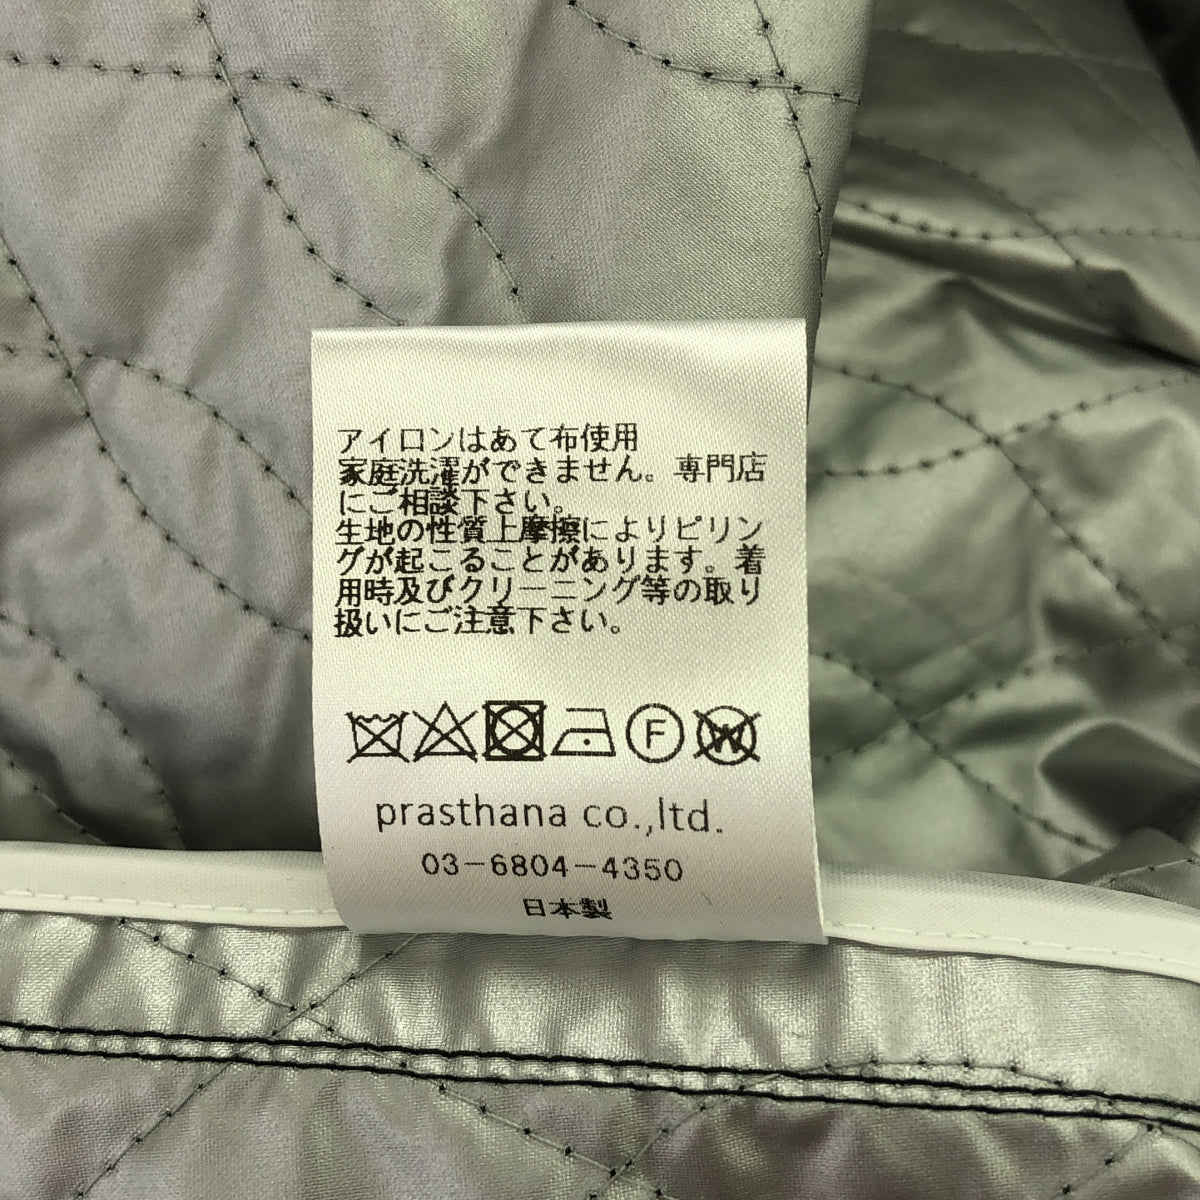 アイロンはあて布使用
家庭洗濯ができません。専門店
にご相談下さい。
生地の性質上摩擦によりピリン
グが起こることがあります。着
用時及びクリーニング等の取り
扱いにご注意下さい。
F W
prasthana co.,ltd.
03-6804-4350
日本製